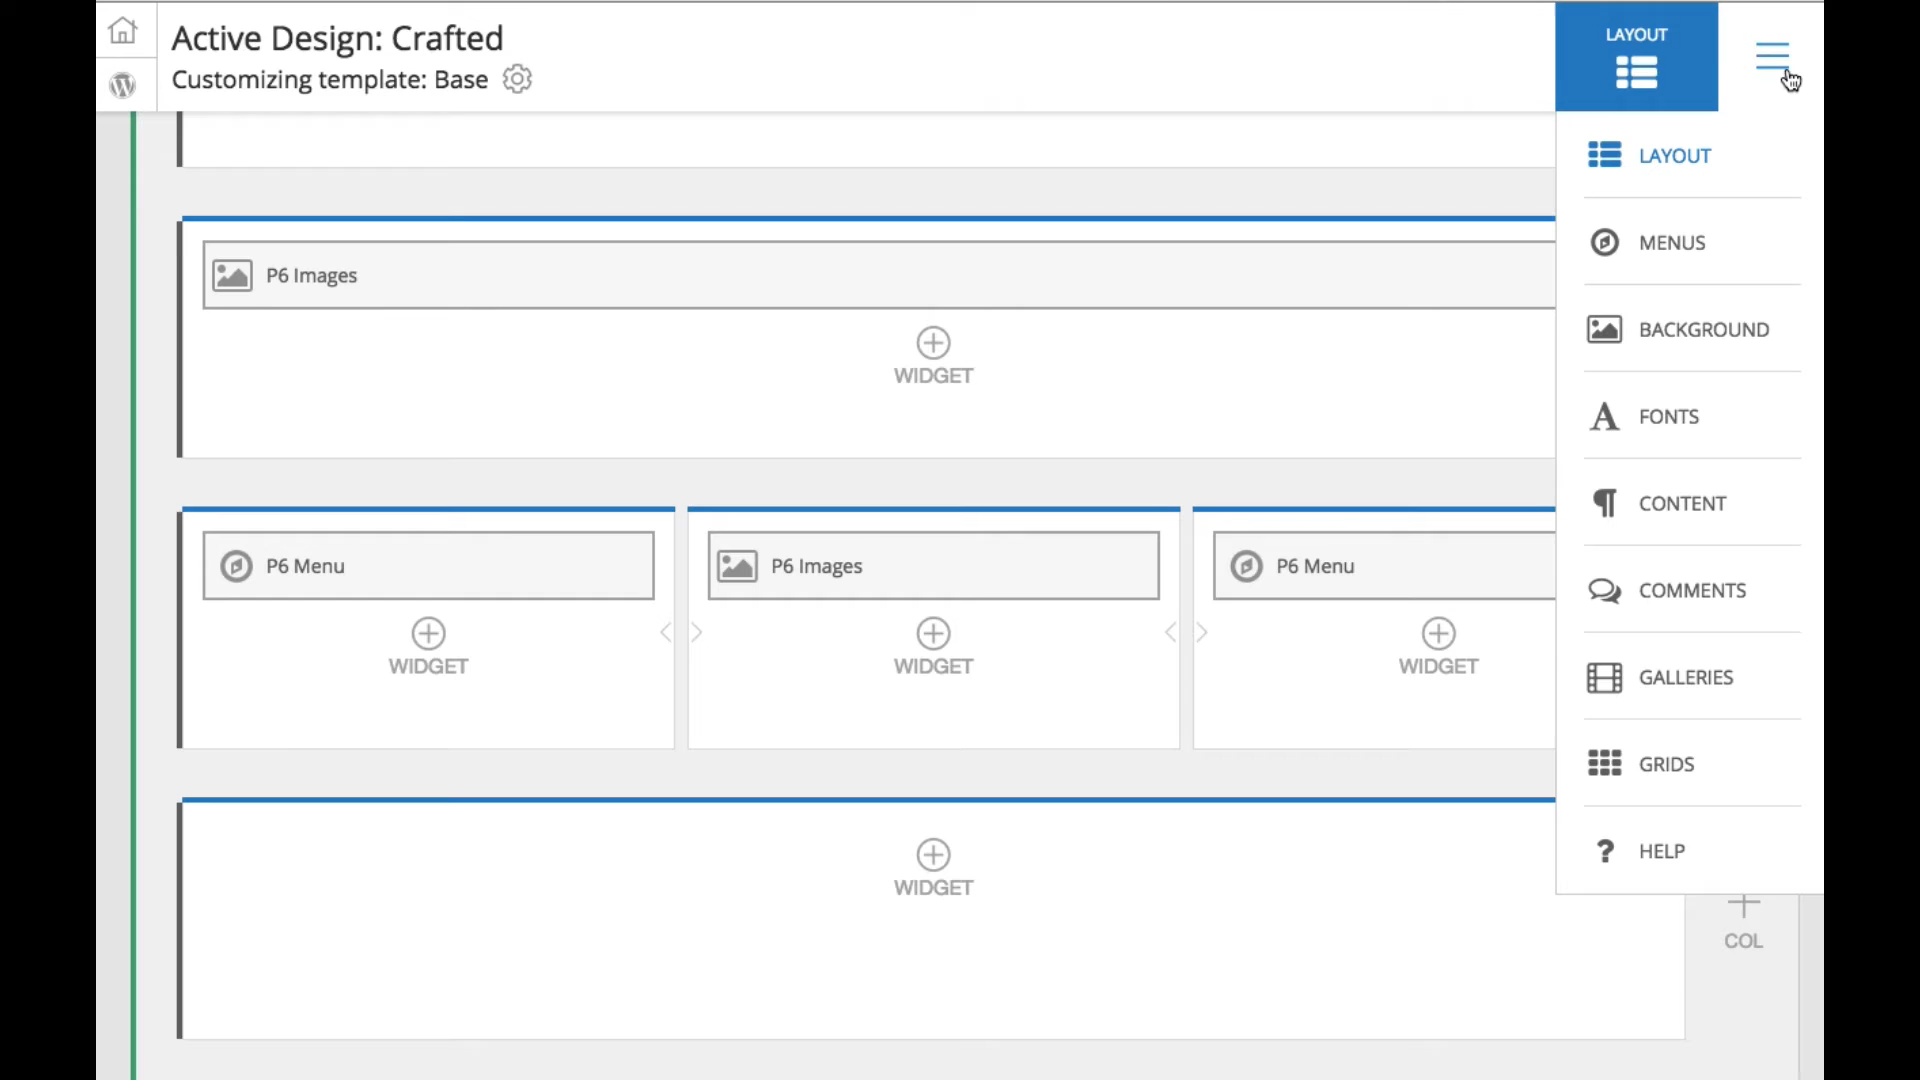 Active Design: Crafted
Customizing template: Base
LAYOUT
LAYOUT
MENUS
BACKGROUND
FONTS
CONTENT
COMMENTS
GALLERIES
GRIDS
HELP
P6 Images
WIDGET
P6 Menu
P6 Images
P6 Menu
WIDGET
WIDGET
WIDGET
WIDGET
COL